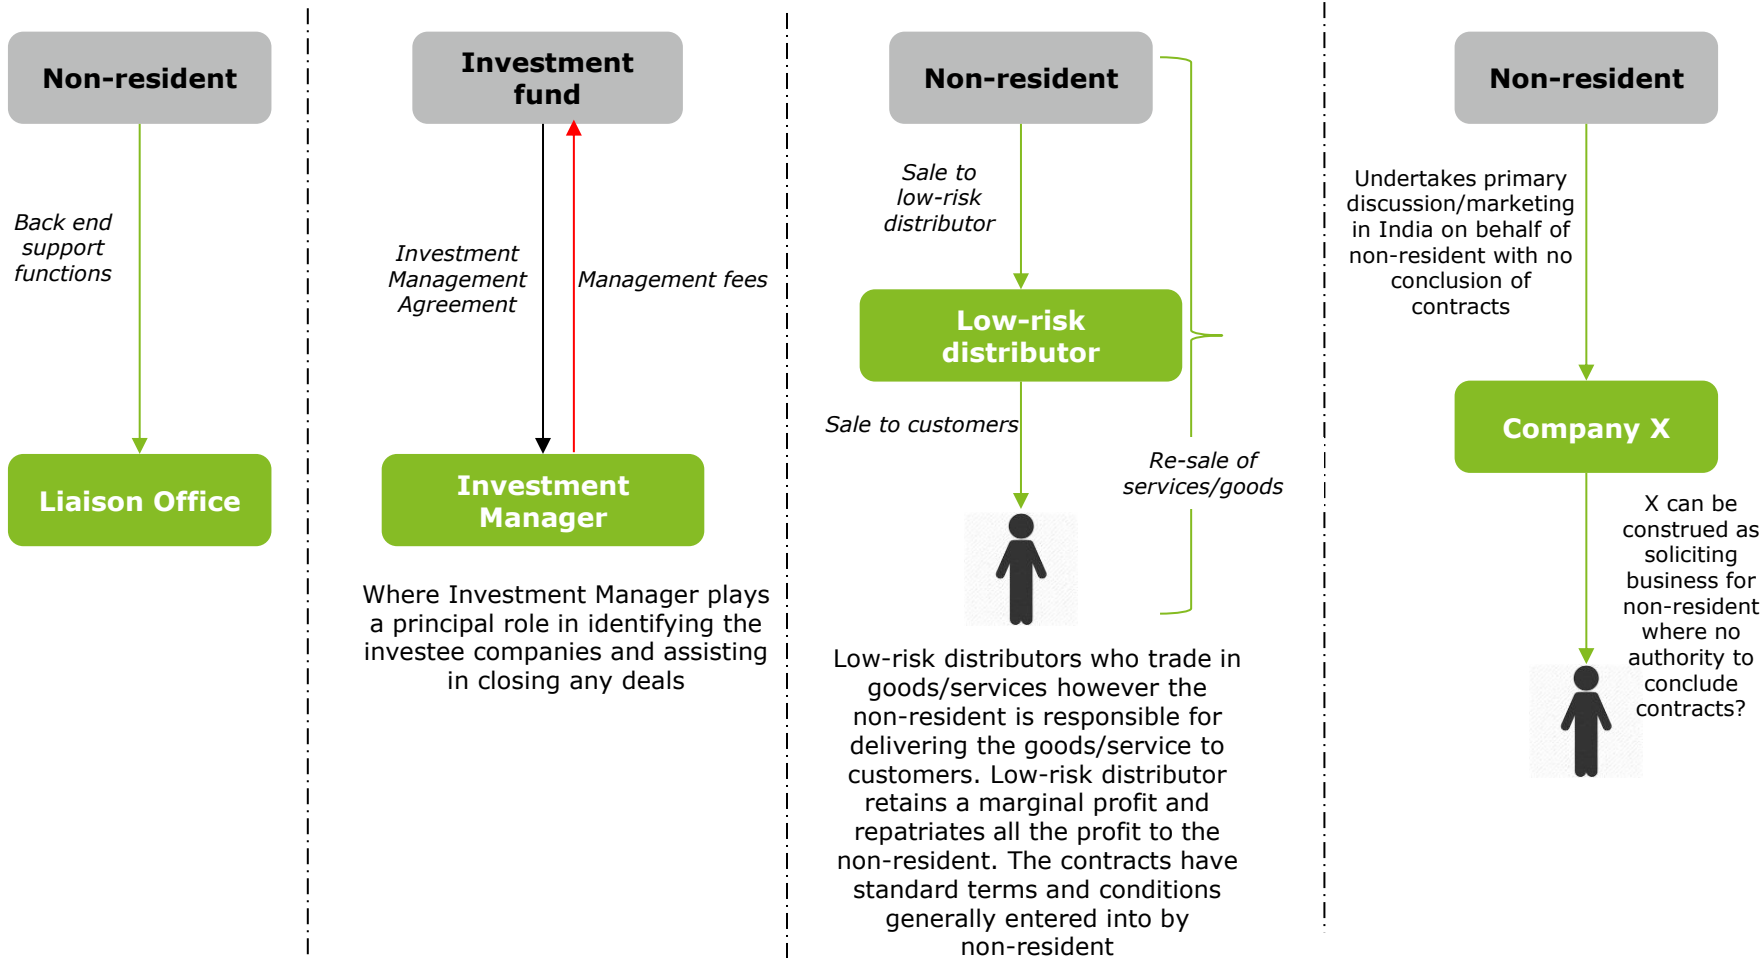 Non-resident
Back end
support
functions
Liaison Office
Investment
fund
Investment
Management
Agreement
Management fees
Investment
Manager
Where Investment Manager plays
a principal role in identifying the
investee companies and assisting
in closing any deals
Non-resident
Sale to
low-risk
distributor
Low-risk
distributor
Sale to customers
Re-sale of
services/goods
Low-risk distributors who trade in
goods/services however the
non-resident is responsible for
delivering the goods/service to
customers. Low-risk distributor
retains a marginal profit and
repatriates all the profit to the
non-resident. The contracts have
standard terms and conditions
generally entered into by
non-resident
Non-resident
Undertakes primary
discussion/marketing
in India on behalf of
non-resident with no
conclusion of
contracts
Company X
X can be
construed as
soliciting
business for
non-resident
where no
authority to
conclude
contracts?